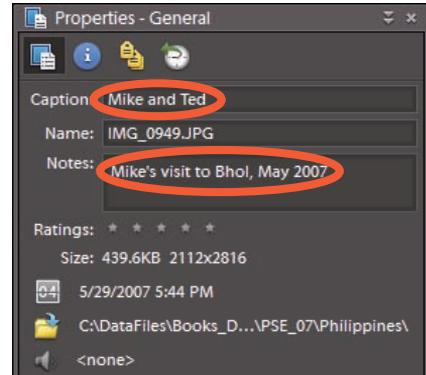 Properties - General
Caption: Mike and Ted
Name: IMG_0949.JPG
Notes: Mike's visit to Bhol, May 2007
Ratings:
Size: 439.6KB 2112x2816
04 5/29/2007 5:44 PM
C:\DataFiles\Books_D...\PSE_07\Philippines\
<none>